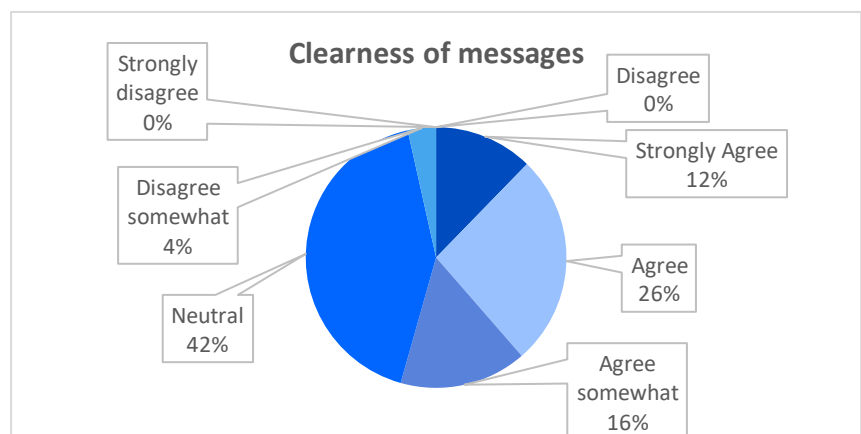 Clearness of messages
Strongly
disagree
0%
Disagree
0%
Strongly Agree
12%
Disagree
somewhat
4%
Agree
26%
Neutral
42%
Agree
somewhat
16%